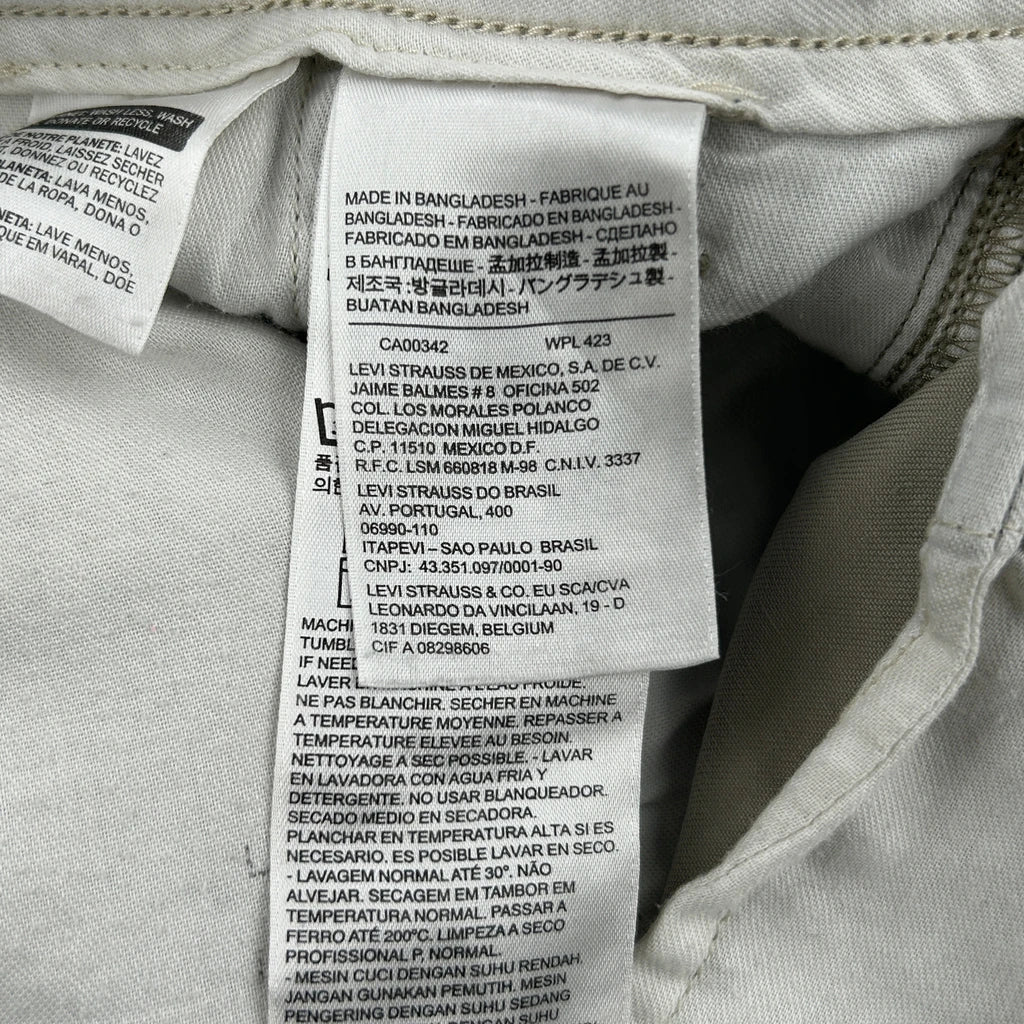 WASH LESS, WASH
DONATE OR RECYCLE
NOTRE PLANETE: LAVEZ
FROID. LAISSEZ SECHER
DONNEZ OU RECYCLEZ
LAVA MENOS,
DE LA ROPA, DONA O
LAVE MENOS,
QUE EM VARAL, DOE
MADE IN BANGLADESH - FABRIQUE AU
BANGLADESH - FABRICADO EN BANGLADESH -
FABRICADO EM BANGLADESH - СДЕЛАНО
В БАНГЛАДЕШЕ - 孟加拉制造 - 孟加拉製 -
제조국 :방글라데시 - バングラデシュ製 -
BUATAN BANGLADESH
CA00342 WPL 423
LEVI STRAUSS DE MEXICO, S.A. DE C.V.
JAIME BALMES # 8 OFICINA 502
COL. LOS MORALES POLANCO
DELEGACION MIGUEL HIDALGO
C.P. 11510 MEXICO D.F.
R.F.C. LSM 660818 M-98 C.N.I.V. 3337
LEVI STRAUSS DO BRASIL
AV. PORTUGAL, 400
06990-110
ITAPEVI – SAO PAULO BRASIL
CNPJ: 43.351.097/0001-90
LEVI STRAUSS & CO. EU SCA/CVA
LEONARDO DA VINCILAAN, 19 - D
1831 DIEGEM, BELGIUM
CIF A 08298606
IF NEED
LAVER
NE PAS BLANCHIR. SECHER EN MACHINE
A TEMPERATURE MOYENNE. REPASSER A
TEMPERATURE ELEVEE AU BESOIN.
NETTOYAGE A SEC POSSIBLE. - LAVAR
EN LAVADORA CON AGUA FRIA Y
DETERGENTE. NO USAR BLANQUEADOR.
SECADO MEDIO EN SECADORA.
PLANCHAR EN TEMPERATURA ALTA SI ES
NECESARIO. ES POSIBLE LAVAR EN SECO.
- LAVAGEM NORMAL ATÉ 30°. NÃO
ALVEJAR. SECAGEM EM TAMBOR EM
TEMPERATURA NORMAL. PASSAR A
FERRO ATÉ 200°C. LIMPEZA A SECO
PROFISSIONAL P, NORMAL.
- MESIN CUCI DENGAN SUHU RENDAH.
JANGAN GUNAKAN PEMUTIH. MESIN
PENGERING DENGAN SUHU SEDANG